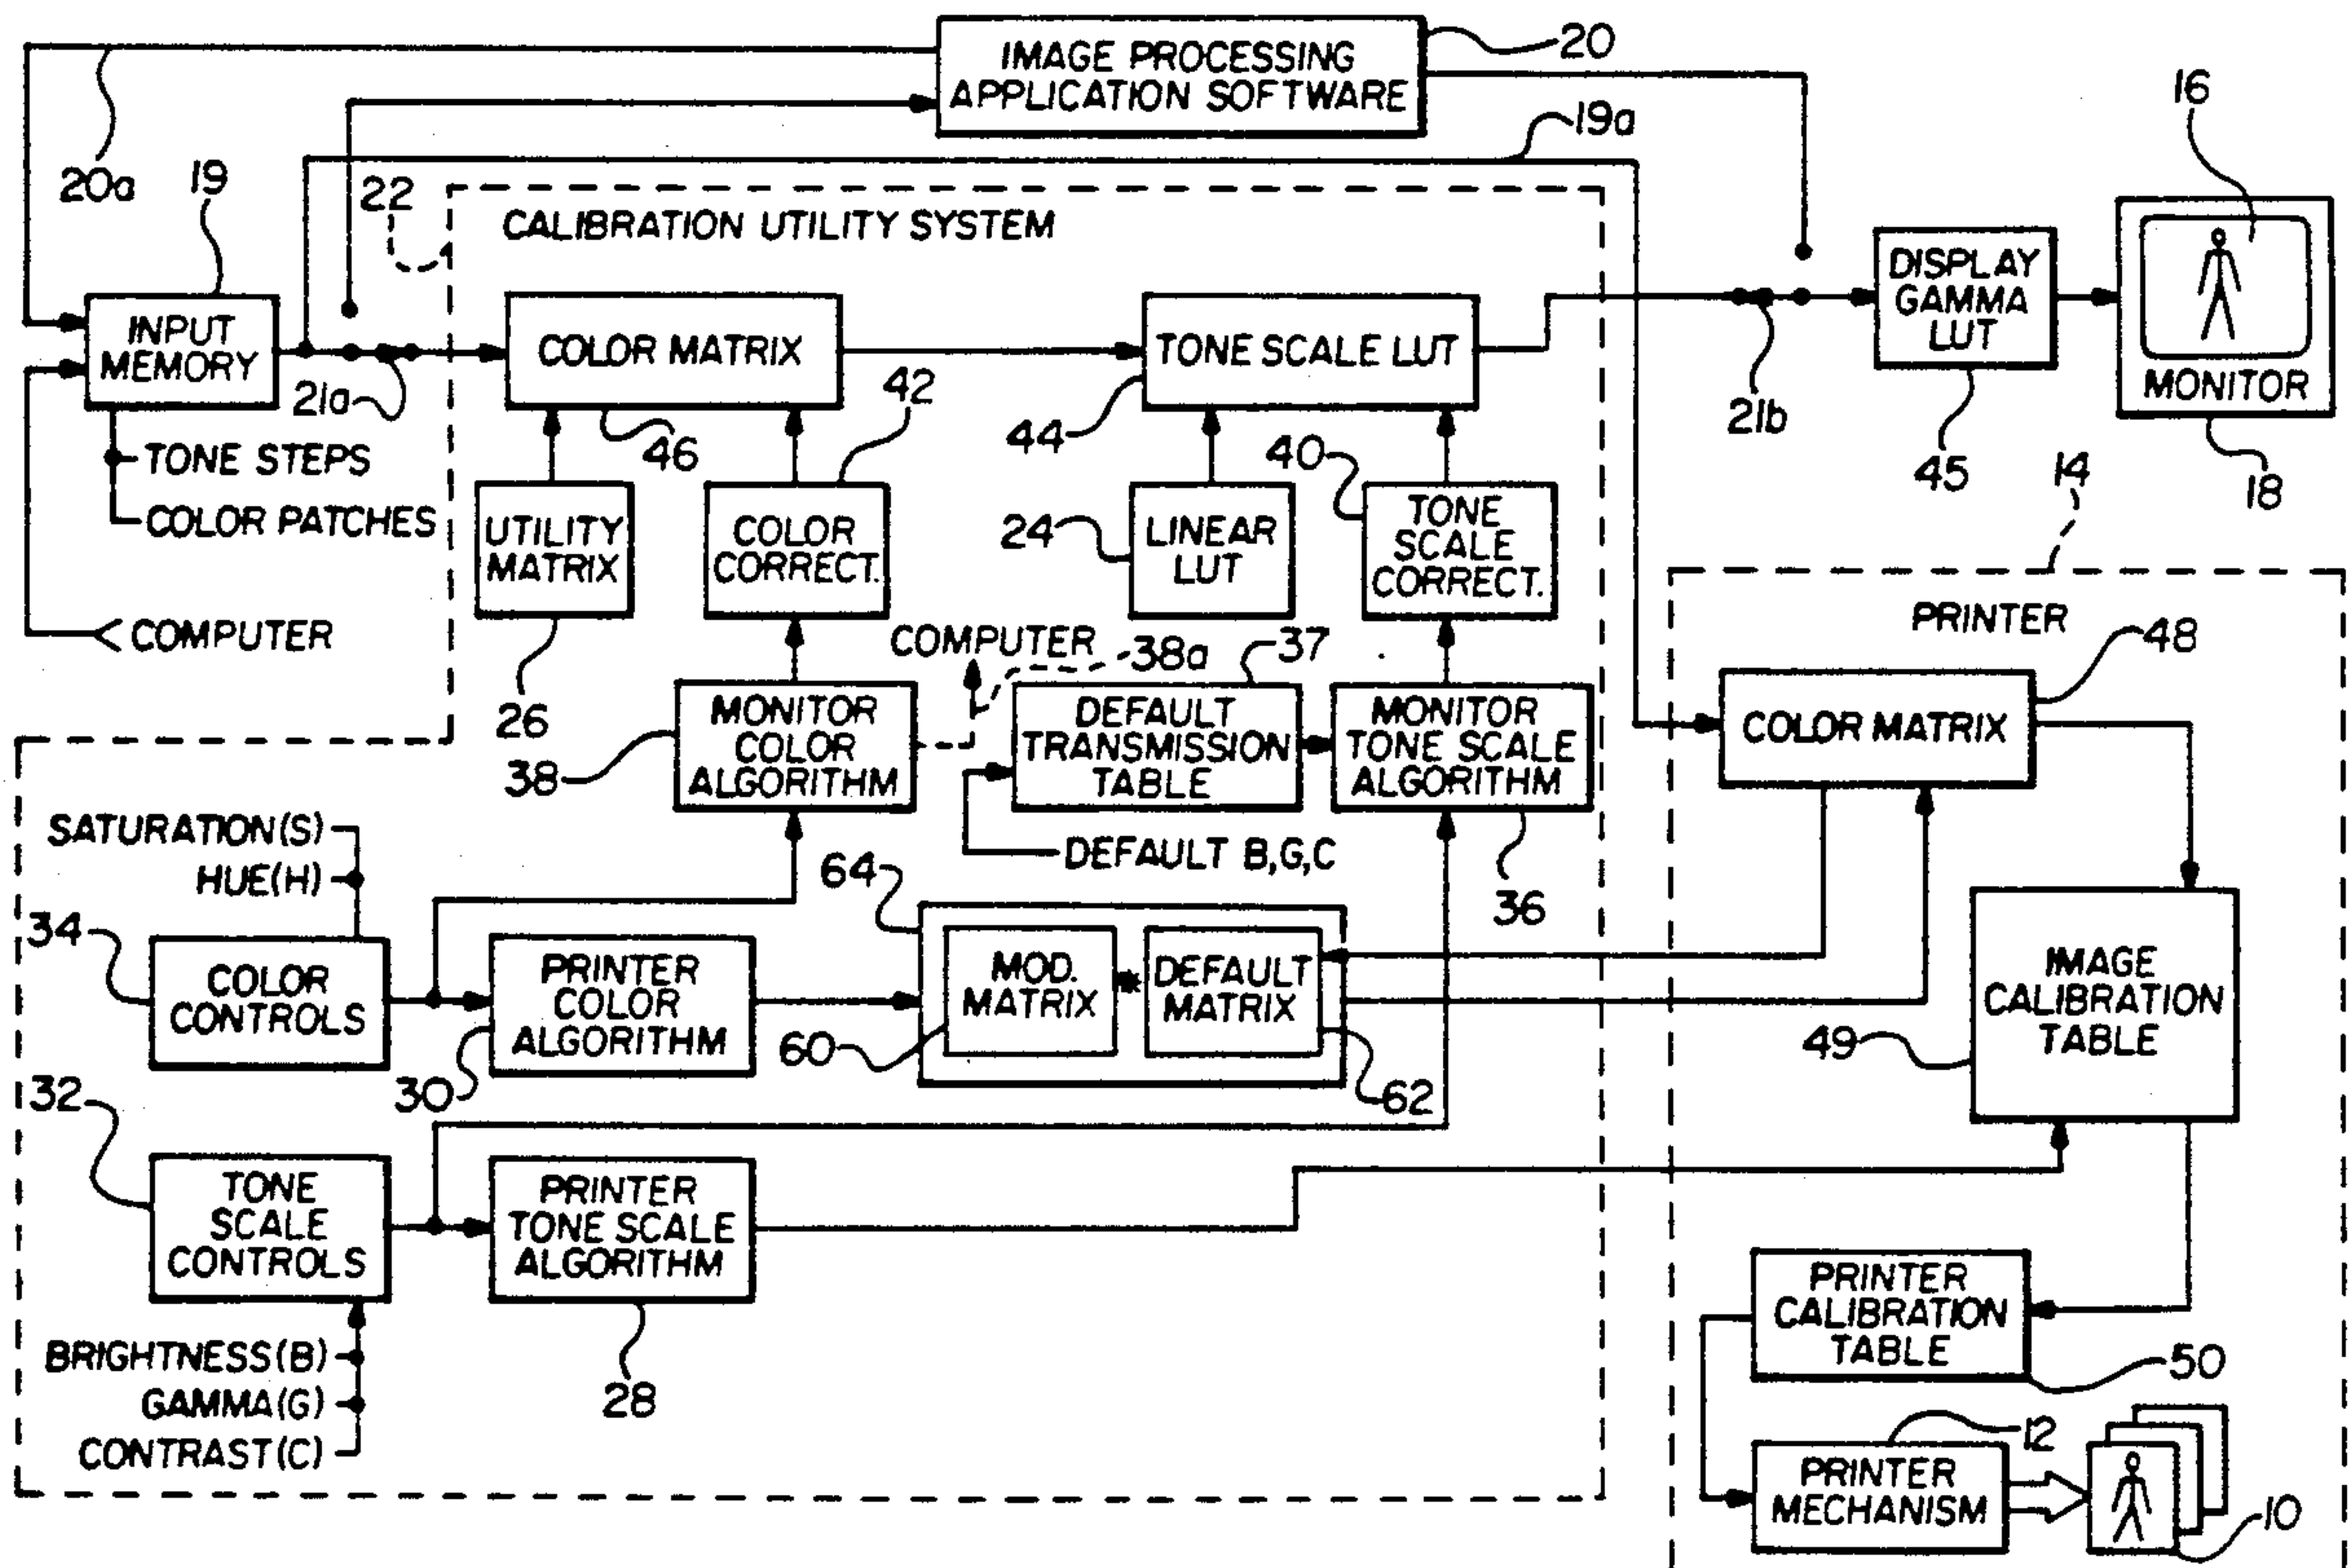 IMAGE PROCESSING
APPLICATION SOFTWARE
20
20a
19a
16
19
22
CALIBRATION UTILITY SYSTEM
INPUT
MEMORY
21a
COLOR MATRIX
46
42
TONE SCALE LUT
44
21b
DISPLAY
GAMMA
LUT
45
MONITOR
18
TONE STEPS
COLOR PATCHES
COMPUTER
UTILITY
MATRIX
26
COLOR
CORRECT.
24
LINEAR
LUT
40
TONE
SCALE
CORRECT.
14
PRINTER
COMPUTER
38a
37
48
MONITOR
COLOR
ALGORITHM
38
DEFAULT
TRANSMISSION
TABLE
MONITOR
TONE SCALE
ALGORITHM
36
COLOR MATRIX
DEFAULT B,G,C
SATURATION(S)
HUE(H)
34
COLOR
CONTROLS
PRINTER
COLOR
ALGORITHM
30
64
MOD.
MATRIX
*
DEFAULT
MATRIX
60
62
IMAGE
CALIBRATION
TABLE
49
32
TONE
SCALE
CONTROLS
PRINTER
TONE SCALE
ALGORITHM
28
BRIGHTNESS(B)
GAMMA(G)
CONTRAST(C)
PRINTER
CALIBRATION
TABLE
50
12
PRINTER
MECHANISM
10